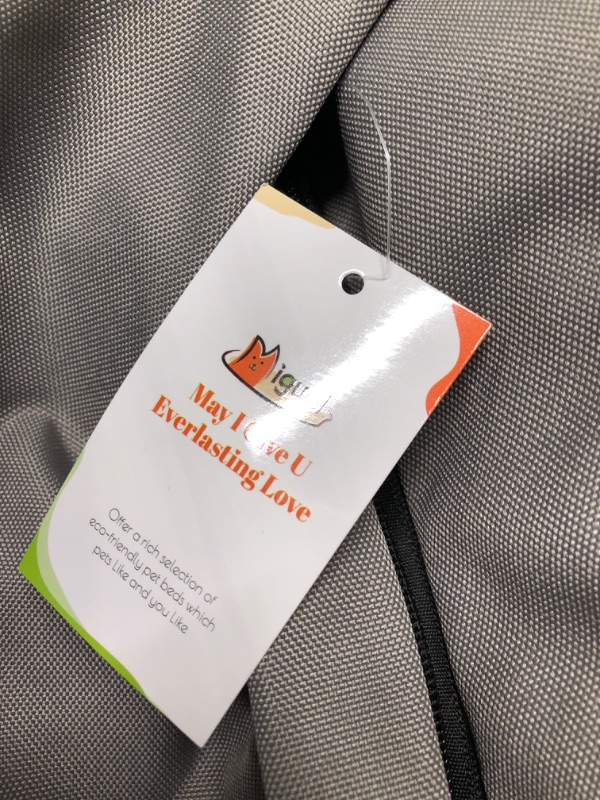 May I Give U
Everlasting Love
Offer a rich selection of
eco-friendly pet beds which
pets Like and you Like